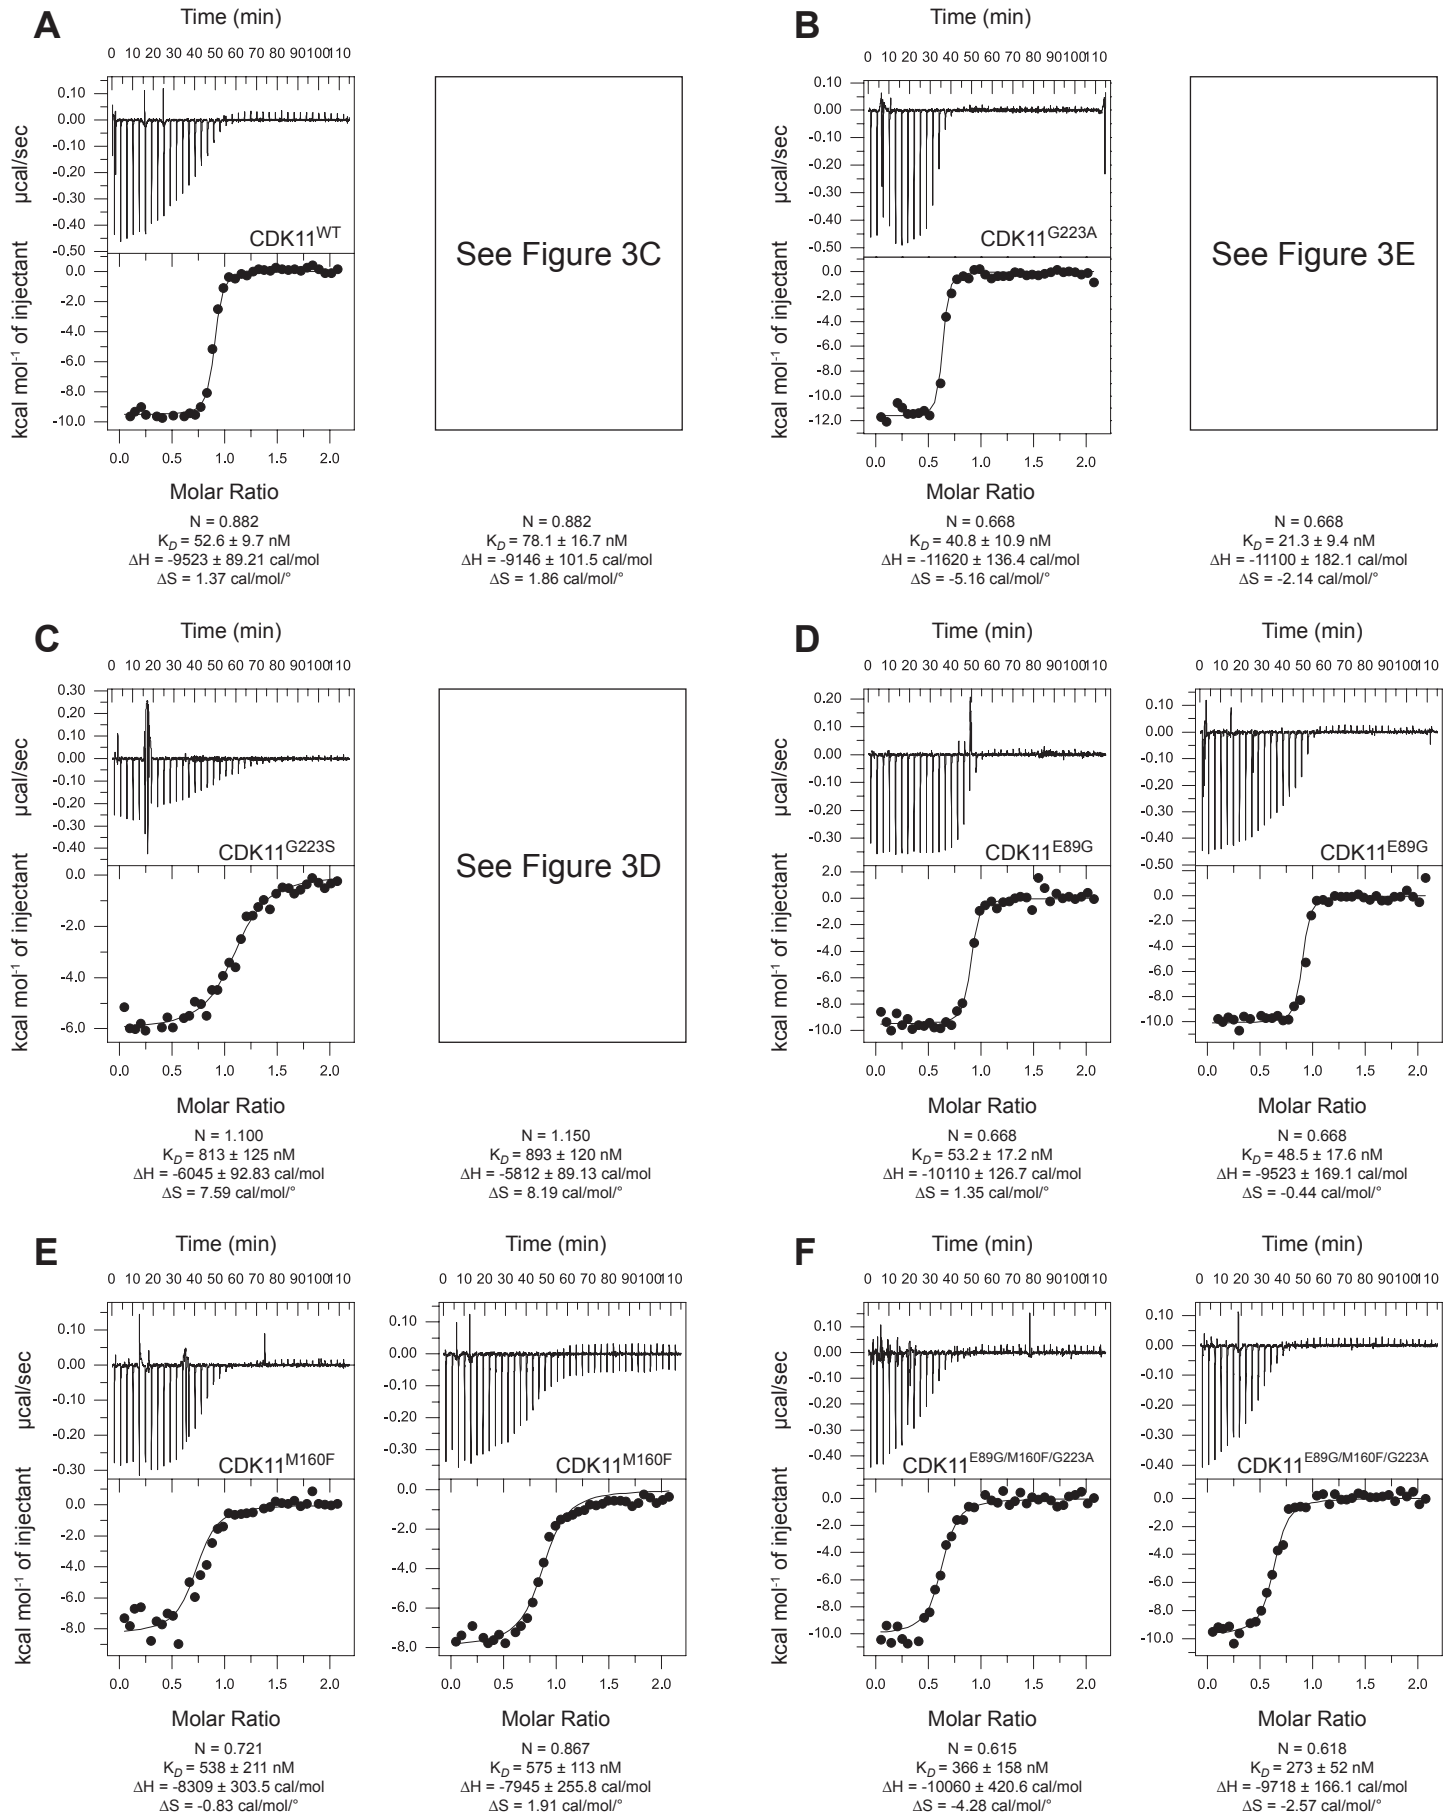 A
Time (min)
0 10 20 30 40 50 60 70 80 90 100 110
0.10
0.00
-0.10
-0.20
-0.30
-0.40
-0.50
µcal/sec
CDK11WT
0.0
-2.0
-4.0
-6.0
-8.0
-10.0
kcal mol-1 of injectant
0.0 0.5 1.0 1.5 2.0
Molar Ratio
N = 0.882
KD = 52.6 ± 9.7 nM
ΔH = -9523 ± 89.21 cal/mol
ΔS = 1.37 cal/mol/°
See Figure 3C
N = 0.882
KD = 78.1 ± 16.7 nM
ΔH = -9146 ± 101.5 cal/mol
ΔS = 1.86 cal/mol/°
B
Time (min)
0 10 20 30 40 50 60 70 80 90 100 110
0.10
0.00
-0.10
-0.20
-0.30
-0.40
-0.50
µcal/sec
CDK11G223A
0.0
-2.0
-4.0
-6.0
-8.0
-10.0
-12.0
kcal mol-1 of injectant
0.0 0.5 1.0 1.5 2.0
Molar Ratio
N = 0.668
KD = 40.8 ± 10.9 nM
ΔH = -11620 ± 136.4 cal/mol
ΔS = -5.16 cal/mol/°
See Figure 3E
N = 0.668
KD = 21.3 ± 9.4 nM
ΔH = -11100 ± 182.1 cal/mol
ΔS = -2.14 cal/mol/°
C
Time (min)
0 10 20 30 40 50 60 70 80 90 100 110
0.30
0.20
0.10
0.00
-0.10
-0.20
-0.30
-0.40
µcal/sec
CDK11G223S
0.0
-2.0
-4.0
-6.0
kcal mol-1 of injectant
0.0 0.5 1.0 1.5 2.0
Molar Ratio
N = 1.100
KD = 813 ± 125 nM
ΔH = -6045 ± 92.83 cal/mol
ΔS = 7.59 cal/mol/°
See Figure 3D
N = 1.150
KD = 893 ± 120 nM
ΔH = -5812 ± 89.13 cal/mol
ΔS = 8.19 cal/mol/°
D
Time (min)
0 10 20 30 40 50 60 70 80 90 100 110
0.20
0.10
0.00
-0.10
-0.20
-0.30
µcal/sec
CDK11E89G
2.0
0.0
-2.0
-4.0
-6.0
-8.0
-10.0
kcal mol-1 of injectant
0.0 0.5 1.0 1.5 2.0
Molar Ratio
N = 0.668
KD = 53.2 ± 17.2 nM
ΔH = -10110 ± 126.7 cal/mol
ΔS = 1.35 cal/mol/°
Time (min)
0 10 20 30 40 50 60 70 80 90 100 110
0.10
0.00
-0.10
-0.20
-0.30
-0.40
-0.50
CDK11E89G
0.0
-2.0
-4.0
-6.0
-8.0
-10.0
0.0 0.5 1.0 1.5 2.0
Molar Ratio
N = 0.668
KD = 48.5 ± 17.6 nM
ΔH = -9523 ± 169.1 cal/mol
ΔS = -0.44 cal/mol/°
E
Time (min)
0 10 20 30 40 50 60 70 80 90 100 110
0.10
0.00
-0.10
-0.20
-0.30
µcal/sec
CDK11M160F
0.0
-2.0
-4.0
-6.0
-8.0
kcal mol-1 of injectant
0.0 0.5 1.0 1.5 2.0
Molar Ratio
N = 0.721
KD = 538 ± 211 nM
ΔH = -8309 ± 303.5 cal/mol
ΔS = -0.83 cal/mol/°
Time (min)
0 10 20 30 40 50 60 70 80 90 100 110
0.10
0.00
-0.10
-0.20
-0.30
CDK11M160F
0.0
-2.0
-4.0
-6.0
-8.0
0.0 0.5 1.0 1.5 2.0
Molar Ratio
N = 0.867
KD = 575 ± 113 nM
ΔH = -7945 ± 255.8 cal/mol
ΔS = 1.91 cal/mol/°
F
Time (min)
0 10 20 30 40 50 60 70 80 90 100 110
0.10
0.00
-0.10
-0.20
-0.30
-0.40
µcal/sec
CDK11E89G/M160F/G223A
0.0
-2.0
-4.0
-6.0
-8.0
-10.0
kcal mol-1 of injectant
0.0 0.5 1.0 1.5 2.0
Molar Ratio
N = 0.615
KD = 366 ± 158 nM
ΔH = -10060 ± 420.6 cal/mol
ΔS = -4.28 cal/mol/°
Time (min)
0 10 20 30 40 50 60 70 80 90 100 110
0.10
0.00
-0.10
-0.20
-0.30
-0.40
CDK11E89G/M160F/G223A
0.0
-2.0
-4.0
-6.0
-8.0
-10.0
0.0 0.5 1.0 1.5 2.0
Molar Ratio
N = 0.618
KD = 273 ± 52 nM
ΔH = -9718 ± 166.1 cal/mol
ΔS = -2.57 cal/mol/°